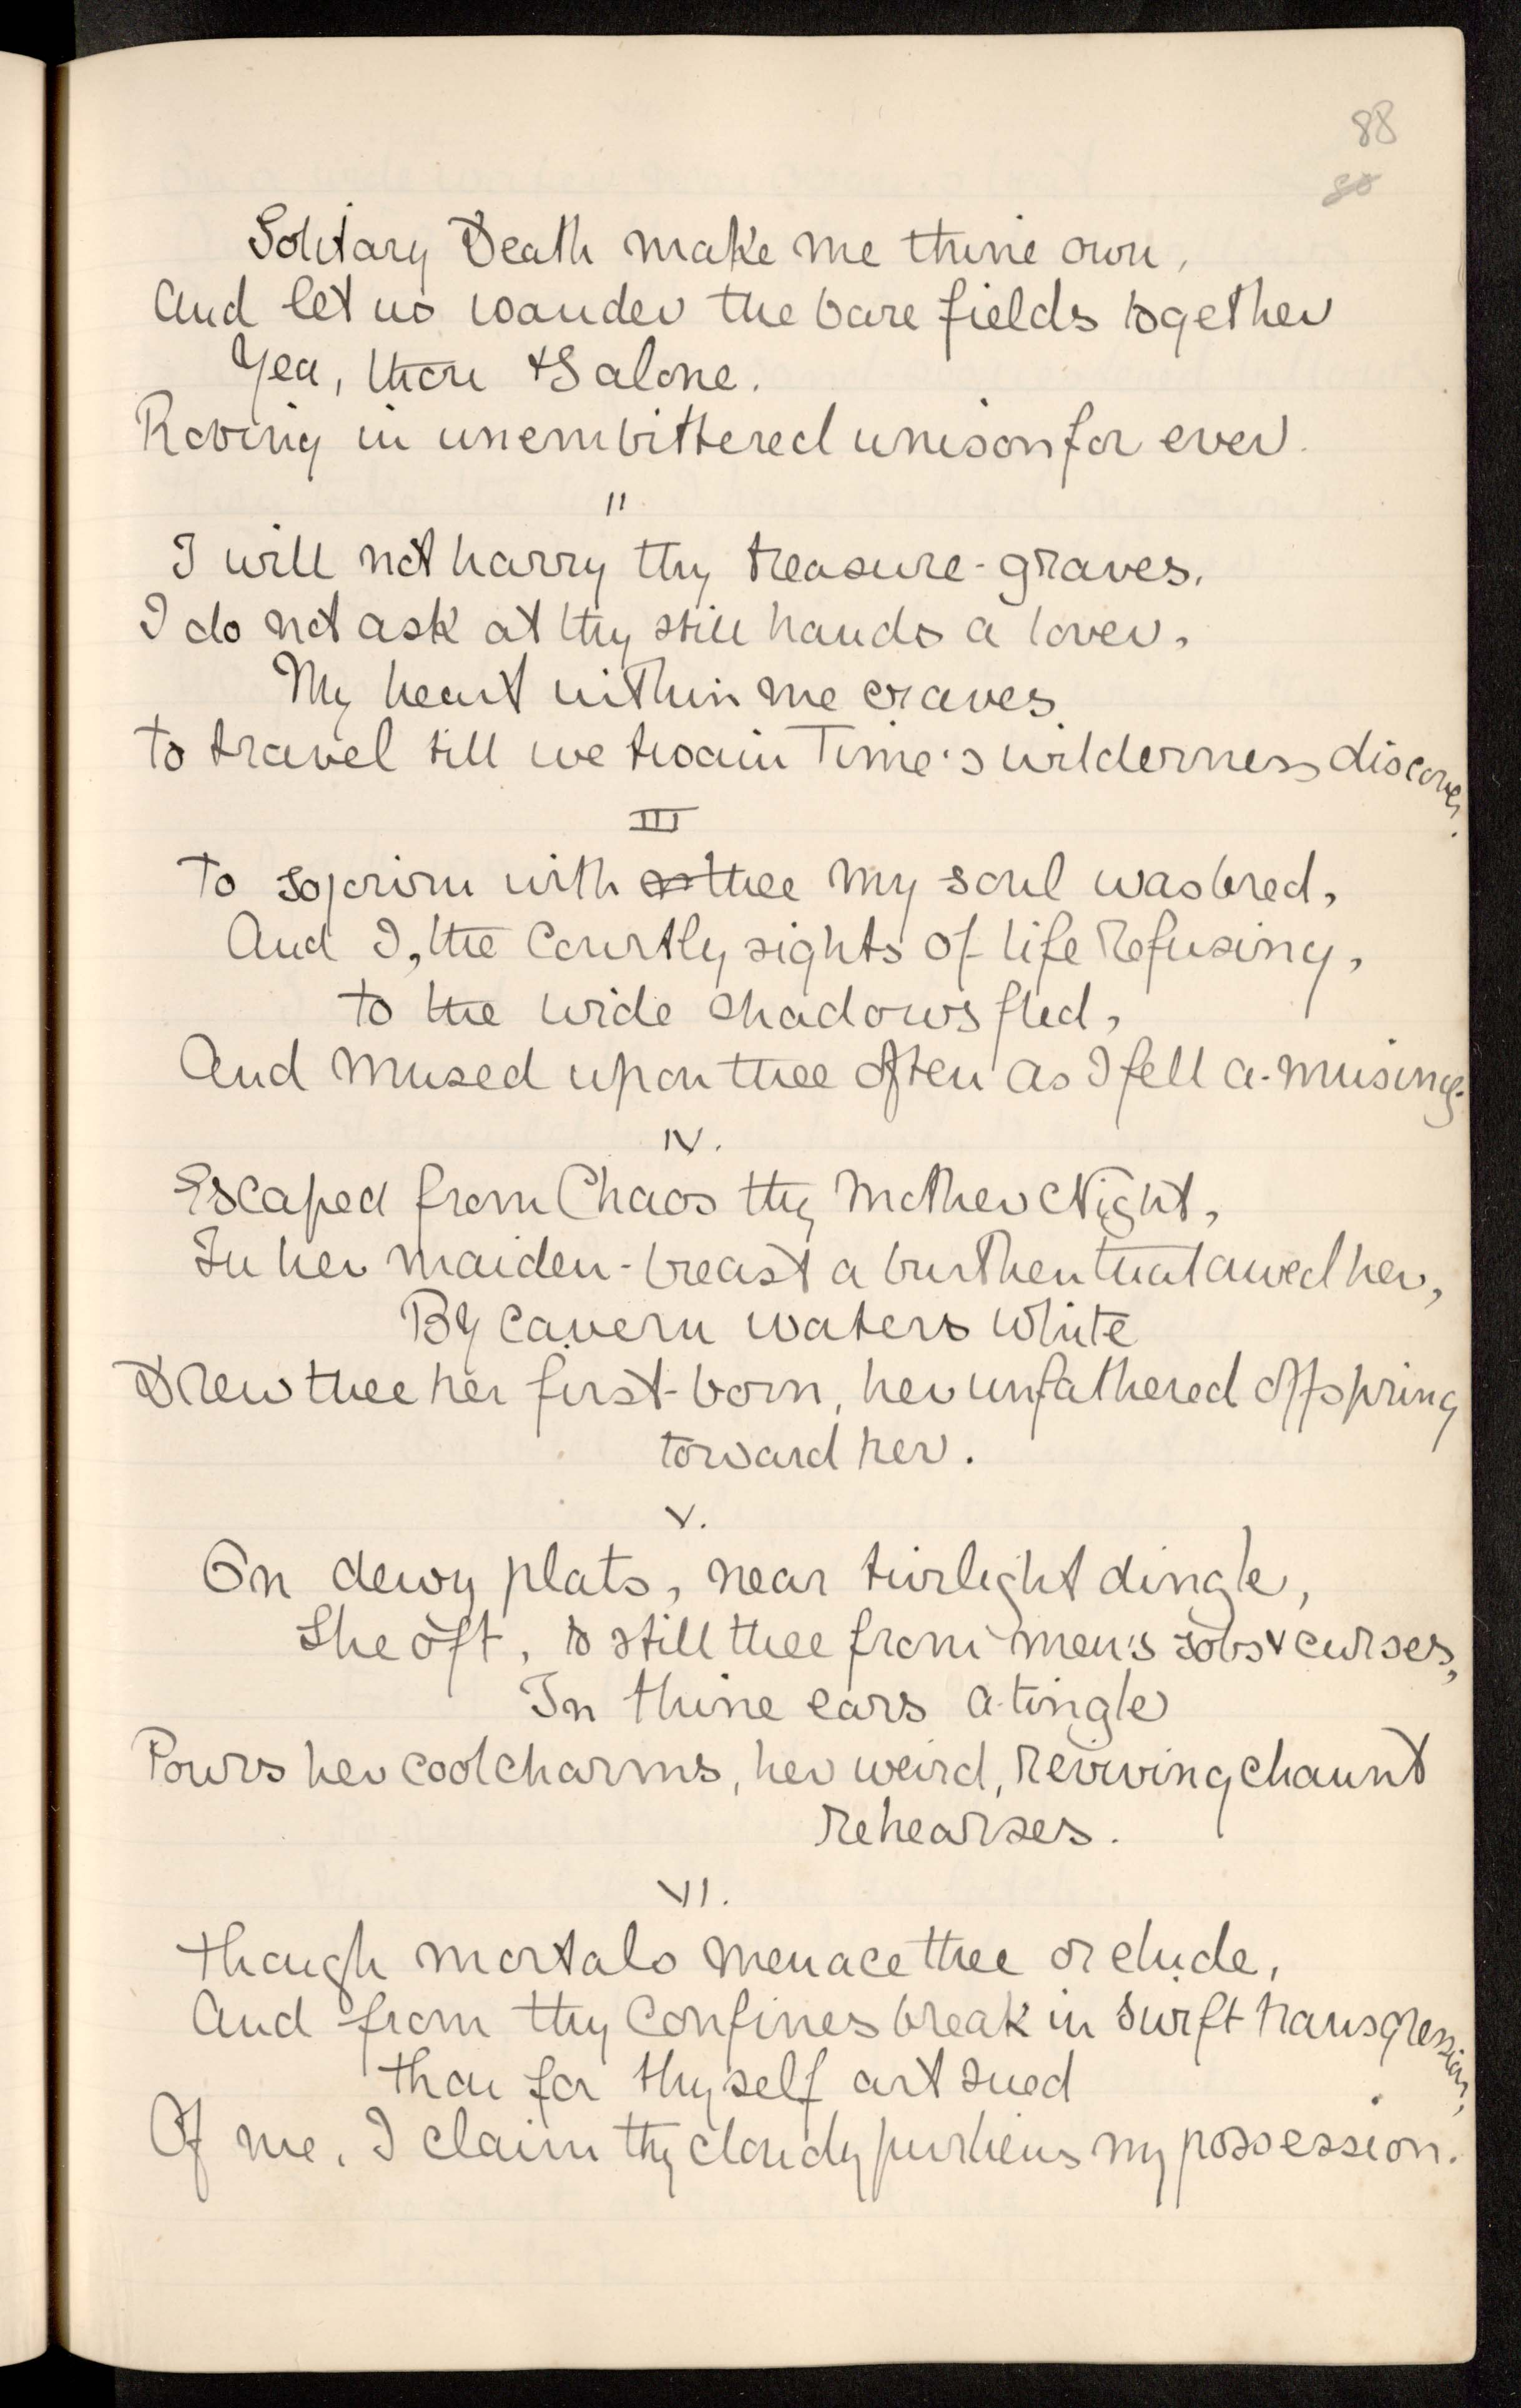 88
80
Solitary Death make me thine own,
And let us wander the bare fields together
Yea, thou & I alone.
Roving in unembittered unison for ever.
II
I will not harry thy treasure-graves,
I do not ask at thy still hands a lover,
My heart within me craves
To travel till we twain Time's wilderness discover.
III
To sojourn with thee my soul was bred,
And I, the Courtly sights of life refusing,
To the wide shadows fled,
And mused upon thee often as I fell a-musing.
IV.
Escaped from Chaos thy Mother Night,
In her maiden-breast a burthen that awed her,
By cavern waters white
Drew thee her first-born, her unfathered offspring
toward her.
V.
On dewy plats, near twilight dingle,
She oft, to still thee from men's sobs & curses,
In thine ears a-tingle
Pours her cool charms, her weird, reviving chaunt
rehearses.
VI.
Though mortals menace thee or elude,
And from thy Confines break in swift transgression,
Thou for thyself art sued
Of me, I claim thy cloudy purlieus my possession.